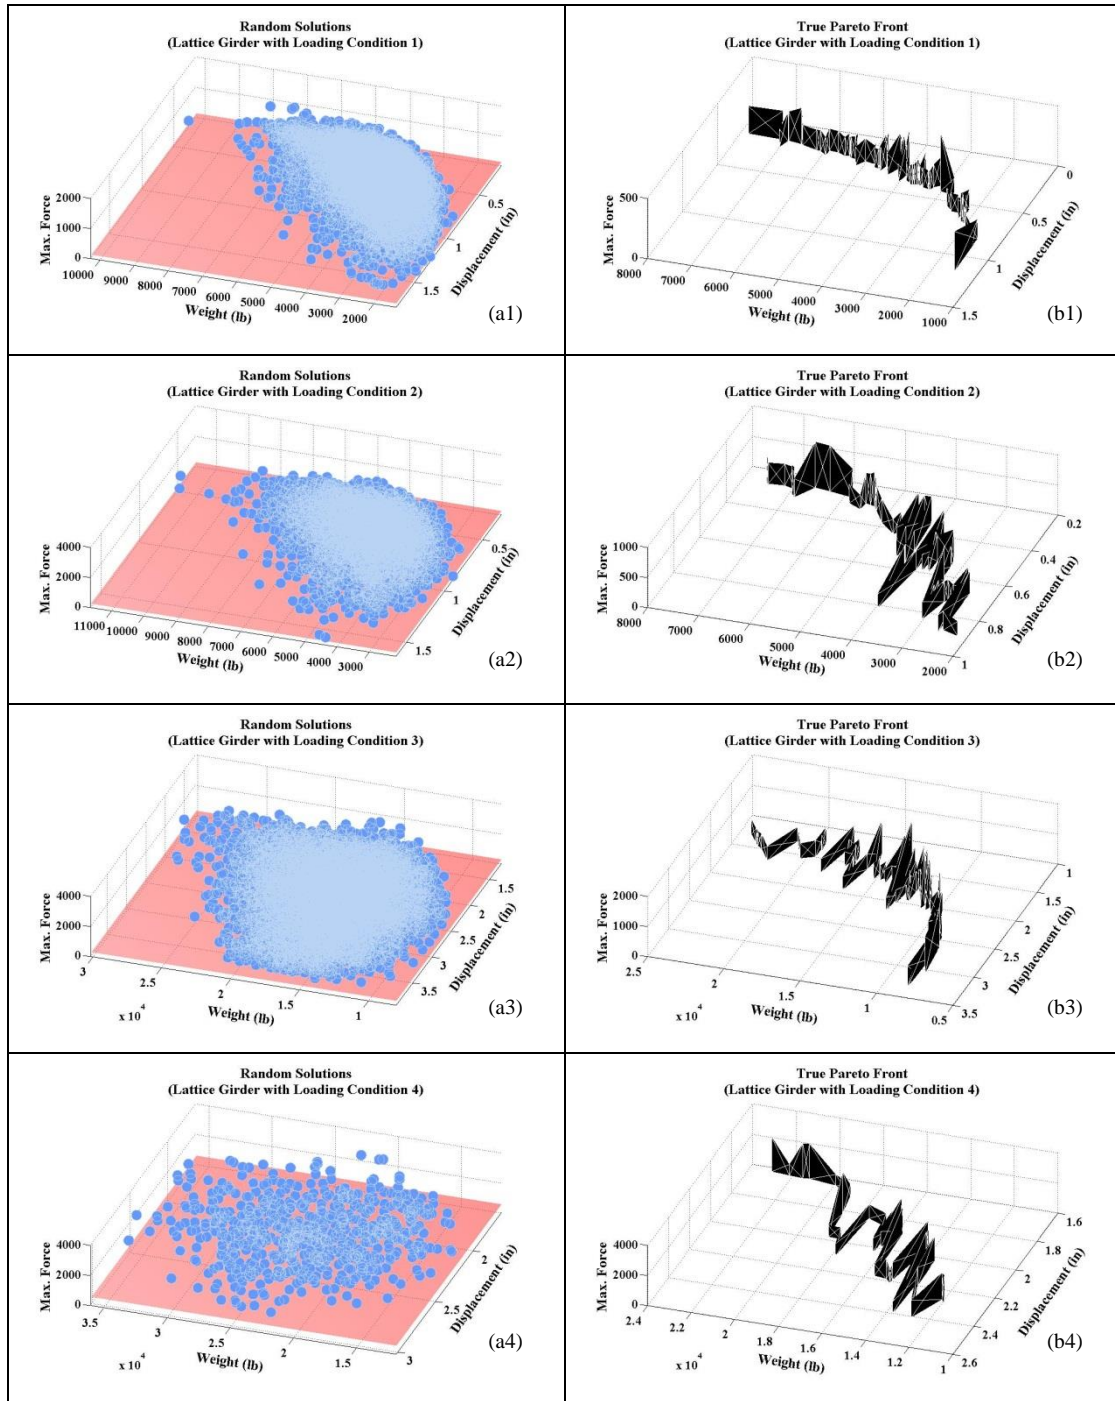 Random Solutions
(Lattice Girder with Loading Condition 1)
2000
1000
0
Max. Force
10000
9000
8000
7000
6000
5000
4000
3000
2000
Weight (lb)
0.5
1
1.5
Displacement (in)
(a1)
True Pareto Front
(Lattice Girder with Loading Condition 1)
500
0
Max. Force
8000
7000
6000
5000
4000
3000
2000
1000
Weight (lb)
0
0.5
1
1.5
Displacement (in)
(b1)
Random Solutions
(Lattice Girder with Loading Condition 2)
4000
2000
0
Max. Force
11000
10000
9000
8000
7000
6000
5000
4000
3000
Weight (lb)
0.5
1
1.5
Displacement (in)
(a2)
True Pareto Front
(Lattice Girder with Loading Condition 2)
1000
500
0
Max. Force
8000
7000
6000
5000
4000
3000
2000
Weight (lb)
0.2
0.4
0.6
0.8
1
Displacement (in)
(b2)
Random Solutions
(Lattice Girder with Loading Condition 3)
4000
2000
0
Max. Force
3
2.5
2
1.5
1
x 10^4
Weight (lb)
1.5
2
2.5
3
3.5
Displacement (in)
(a3)
True Pareto Front
(Lattice Girder with Loading Condition 3)
2000
1000
0
Max. Force
2.5
2
1.5
1
0.5
x 10^4
Weight (lb)
1
1.5
2
2.5
3
3.5
Displacement (in)
(b3)
Random Solutions
(Lattice Girder with Loading Condition 4)
4000
2000
0
Max. Force
3.5
3
2.5
2
1.5
x 10^4
Weight (lb)
2
2.5
3
Displacement (in)
(a4)
True Pareto Front
(Lattice Girder with Loading Condition 4)
4000
2000
0
Max. Force
2.4
2.2
2
1.8
1.6
1.4
1.2
1
x 10^4
Weight (lb)
1.6
1.8
2
2.2
2.4
2.6
Displacement (in)
(b4)